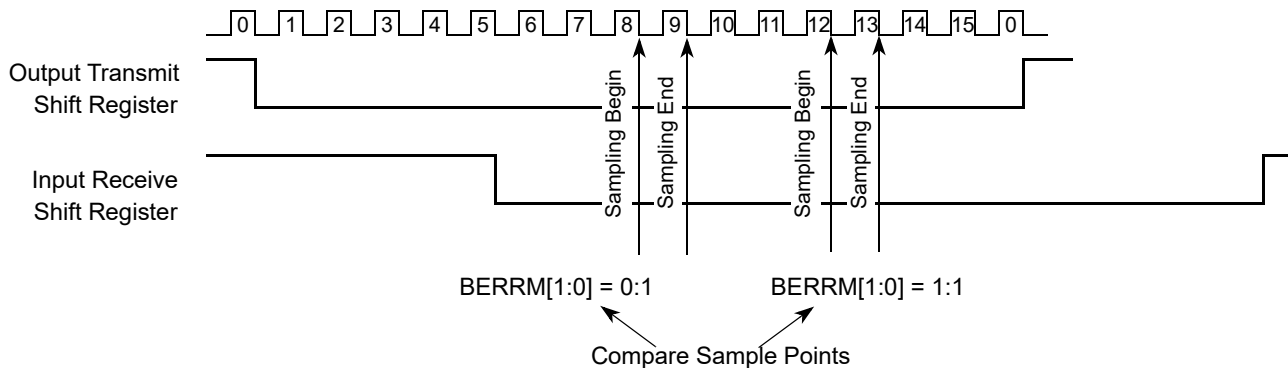 0 1 2 3 4 5 6 7 8 9 10 11 12 13 14 15 0
Output Transmit
Shift Register
Input Receive
Shift Register
Sampling Begin
Sampling End
Sampling Begin
Sampling End
BERRM[1:0] = 0:1
BERRM[1:0] = 1:1
Compare Sample Points